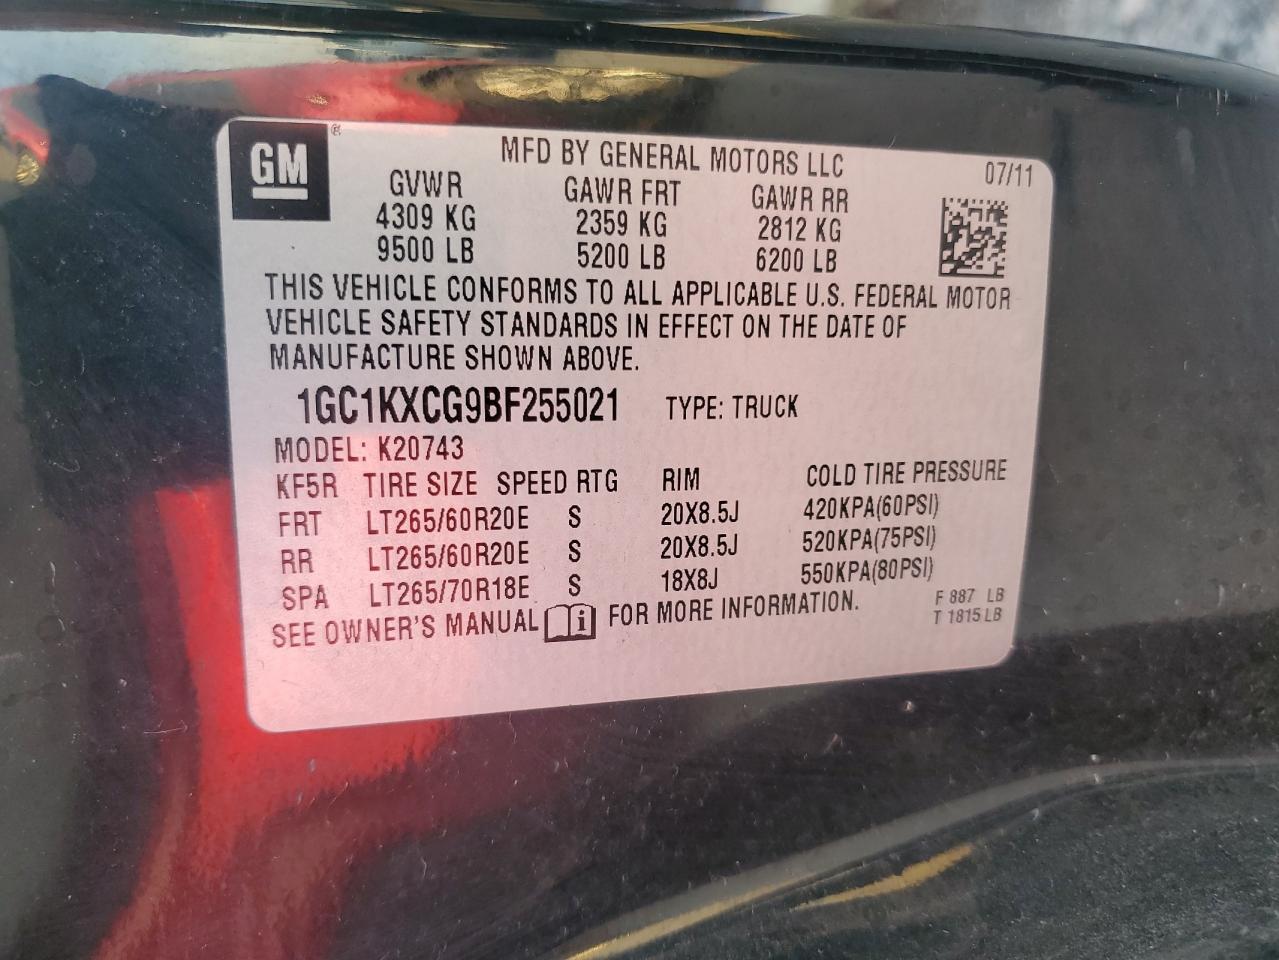 GM®
MFD BY GENERAL MOTORS LLC 07/11
GVWR GAWR FRT GAWR RR
4309 KG 2359 KG 2812 KG
9500 LB 5200 LB 6200 LB
THIS VEHICLE CONFORMS TO ALL APPLICABLE U.S. FEDERAL MOTOR
VEHICLE SAFETY STANDARDS IN EFFECT ON THE DATE OF
MANUFACTURE SHOWN ABOVE.
1GC1KXCG9BF255021 TYPE: TRUCK
MODEL: K20743
KF5R TIRE SIZE SPEED RTG RIM COLD TIRE PRESSURE
FRT LT265/60R20E S 20X8.5J 420KPA(60PSI)
RR LT265/60R20E S 20X8.5J 520KPA(75PSI)
SPA LT265/70R18E S 18X8J 550KPA(80PSI)
SEE OWNER'S MANUAL i FOR MORE INFORMATION.
F 887 LB
T 1815 LB